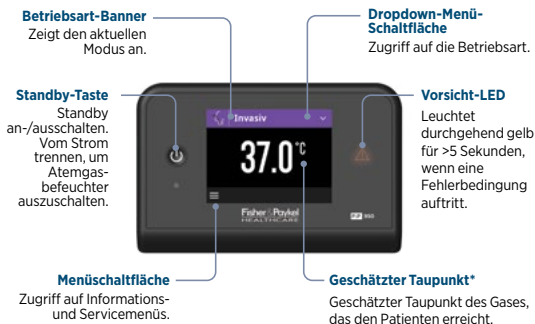 Betriebsart-Banner
Zeigt den aktuellen
Modus an.
Dropdown-Menü-
Schaltfläche
Zugriff auf die Betriebsart.
Standby-Taste
Standby
an-/ausschalten.
Vom Strom
trennen, um
Atemgas-
befeuchter
auszuschalten.
Invasiv
37.0°C
Fisher&Paykel
HEALTHCARE
F&P 950
Vorsicht-LED
Leuchtet
durchgehend gelb
für >5 Sekunden,
wenn eine
Fehlerbedingung
auftritt.
Menüschaltfläche
Zugriff auf Informations-
und Servicemenüs.
Geschätzter Taupunkt*
Geschätzter Taupunkt des Gases,
das den Patienten erreicht.